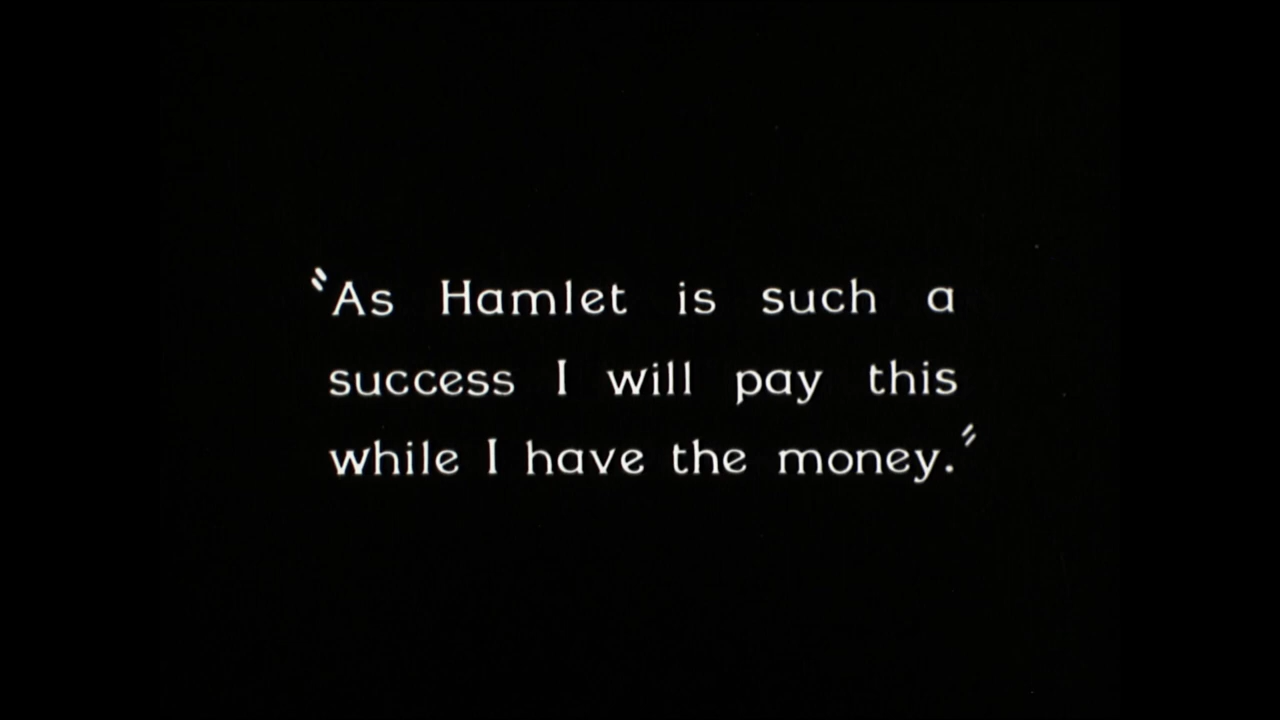 "As Hamlet is such a
success I will pay this
while I have the money."